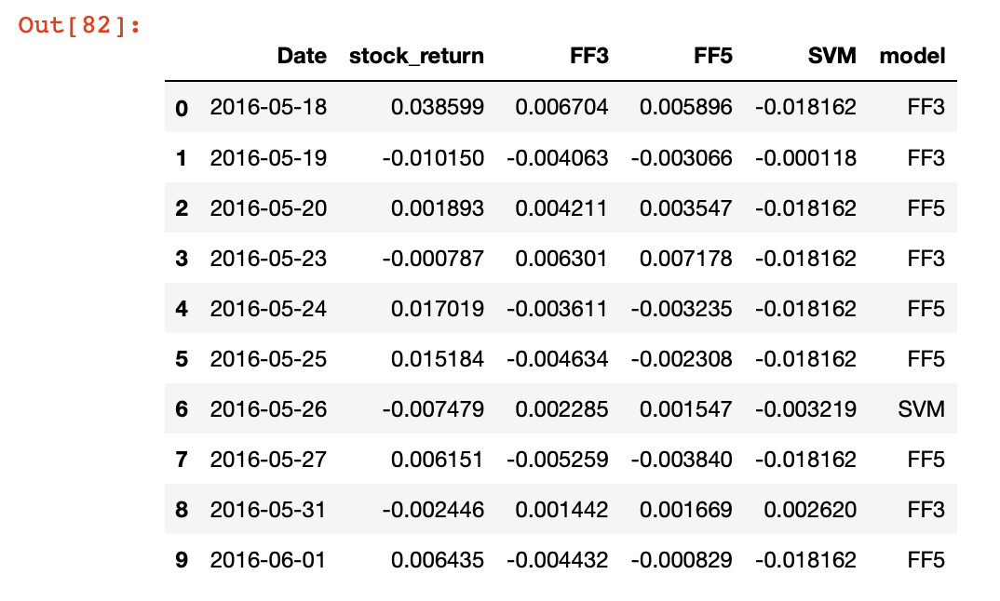 Out[82]:
Date stock_return FF3 FF5 SVM model
0 2016-05-18 0.038599 0.006704 0.005896 -0.018162 FF3
1 2016-05-19 -0.010150 -0.004063 -0.003066 -0.000118 FF3
2 2016-05-20 0.001893 0.004211 0.003547 -0.018162 FF5
3 2016-05-23 -0.000787 0.006301 0.007178 -0.018162 FF3
4 2016-05-24 0.017019 -0.003611 -0.003235 -0.018162 FF5
5 2016-05-25 0.015184 -0.004634 -0.002308 -0.018162 FF5
6 2016-05-26 -0.007479 0.002285 0.001547 -0.003219 SVM
7 2016-05-27 0.006151 -0.005259 -0.003840 -0.018162 FF5
8 2016-05-31 -0.002446 0.001442 0.001669 0.002620 FF3
9 2016-06-01 0.006435 -0.004432 -0.000829 -0.018162 FF5